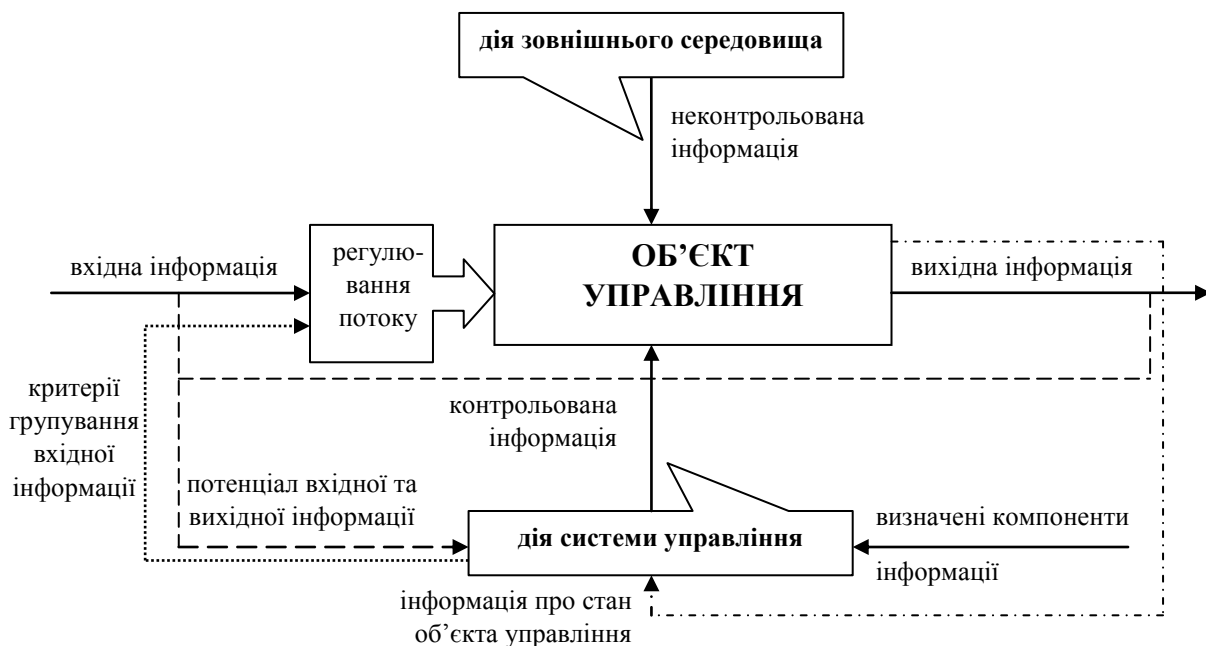 дія зовнішнього середовища
неконтрольована
інформація
вхідна інформація
регулю-
вання
потоку
ОБ’ЄКТ
УПРАВЛІННЯ
вихідна інформація
критерії
групування
вхідної
інформації
контрольована
інформація
потенціал вхідної та
вихідної інформації
дія системи управління
визначені компоненти
інформації
інформація про стан
об’єкта управління